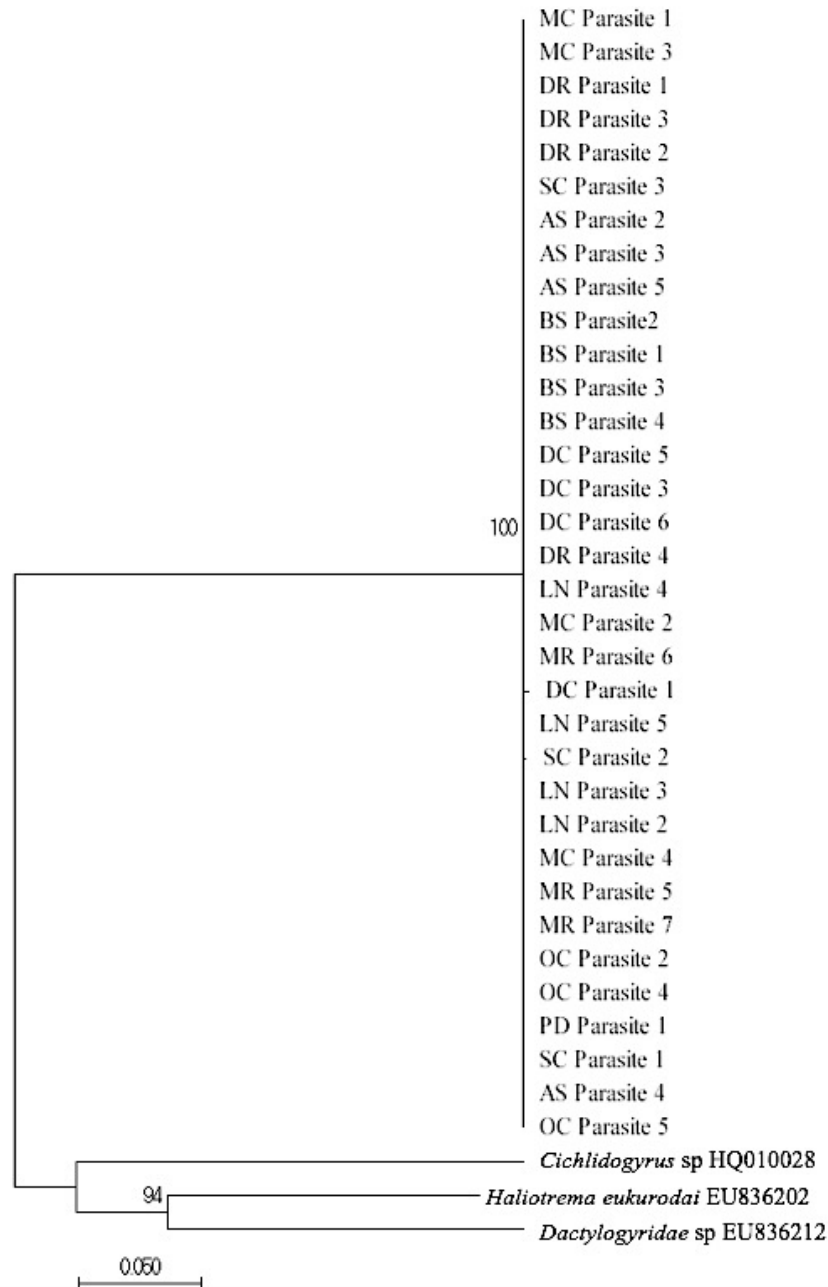 MC Parasite 1
MC Parasite 3
DR Parasite 1
DR Parasite 3
DR Parasite 2
SC Parasite 3
AS Parasite 2
AS Parasite 3
AS Parasite 5
BS Parasite2
BS Parasite 1
BS Parasite 3
BS Parasite 4
DC Parasite 5
DC Parasite 3
DC Parasite 6
100
DR Parasite 4
LN Parasite 4
MC Parasite 2
MR Parasite 6
DC Parasite 1
LN Parasite 5
SC Parasite 2
LN Parasite 3
LN Parasite 2
MC Parasite 4
MR Parasite 5
MR Parasite 7
OC Parasite 2
OC Parasite 4
PD Parasite 1
SC Parasite 1
AS Parasite 4
OC Parasite 5
Cichlidogyrus sp HQ010028
94
Haliotrema eukurodai EU836202
Dactylogyridae sp EU836212
0.050